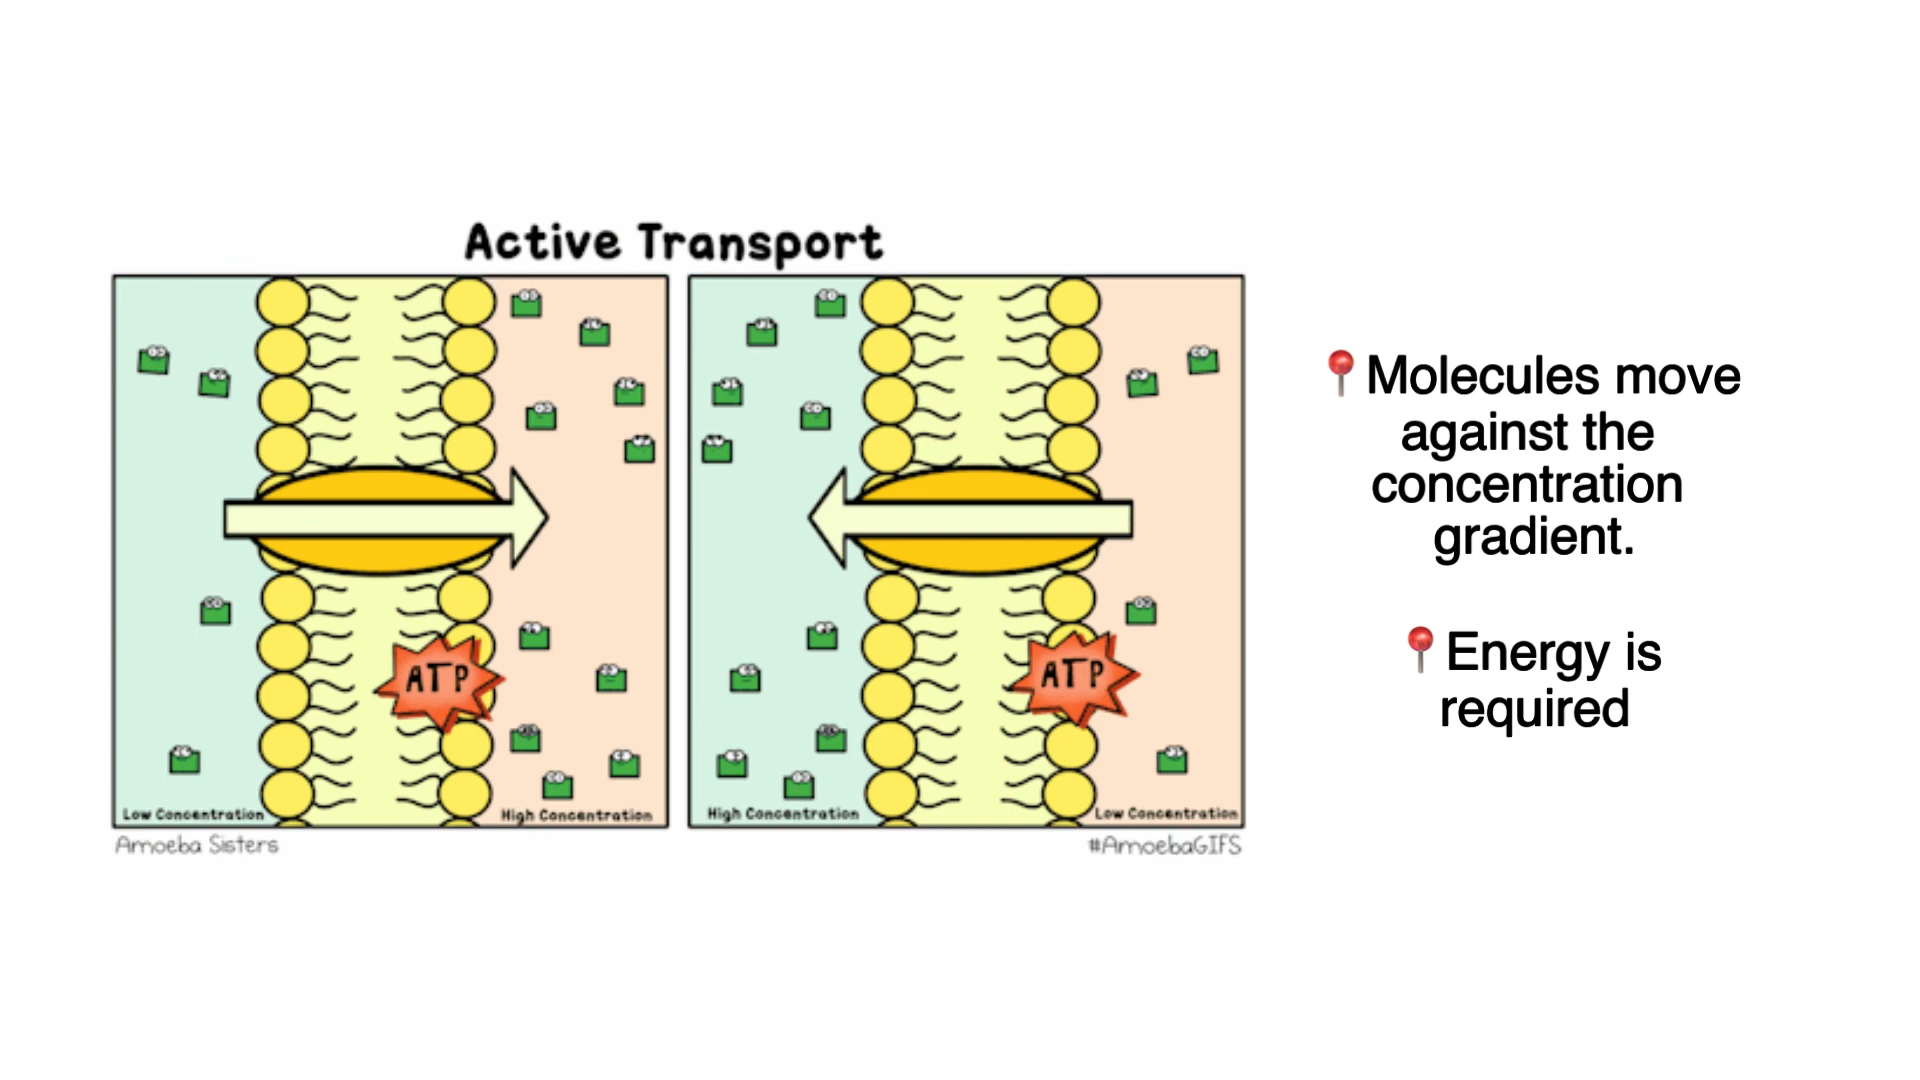 Active Transport
ATP
Low Concentration
High Concentration
ATP
High Concentration
Low Concentration
Amoeba Sisters
#AmoebaGIFS
📍Molecules move
against the
concentration
gradient.
📍Energy is
required